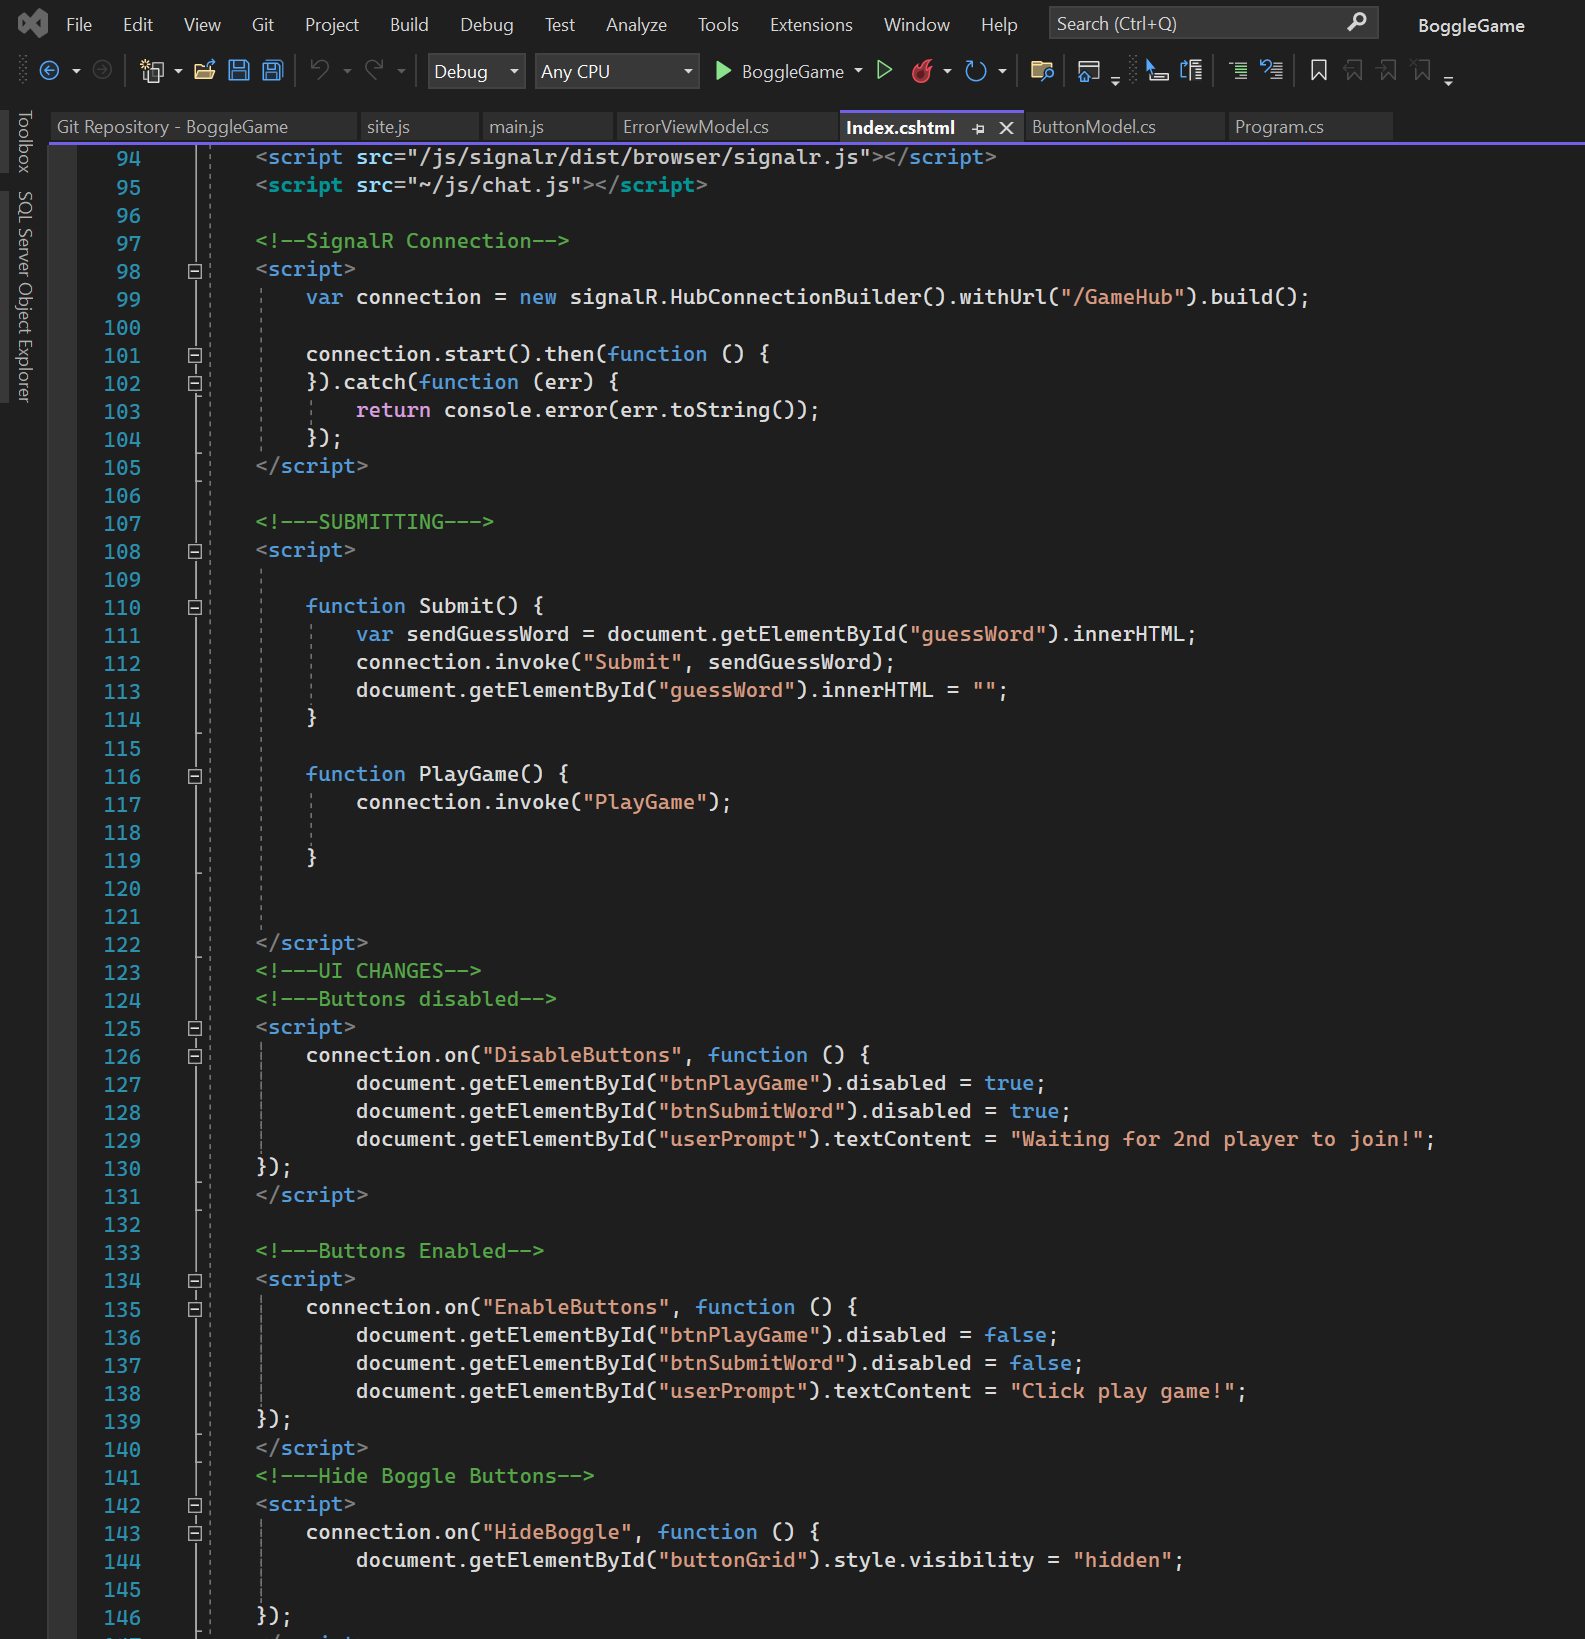 File Edit View Git Project Build Debug Test Analyze Tools Extensions Window Help Search (Ctrl+Q) BoggleGame
Debug Any CPU BoggleGame
Toolbox
SQL Server Object Explorer
Git Repository - BoggleGame site.js main.js ErrorViewModel.cs Index.cshtml ButtonModel.cs Program.cs
94 <script src="/js/signalr/dist/browser/signalr.js"></script>
95 <script src="~/js/chat.js"></script>
96
97 <!--SignalR Connection-->
98 <script>
99 var connection = new signalR.HubConnectionBuilder().withUrl("/GameHub").build();
100
101 connection.start().then(function () {
102 }).catch(function (err) {
103 return console.error(err.toString());
104 });
105 </script>
106
107 <!---SUBMITTING--->
108 <script>
109
110 function Submit() {
111 var sendGuessWord = document.getElementById("guessWord").innerHTML;
112 connection.invoke("Submit", sendGuessWord);
113 document.getElementById("guessWord").innerHTML = "";
114 }
115
116 function PlayGame() {
117 connection.invoke("PlayGame");
118
119 }
120
121
122 </script>
123 <!---UI CHANGES-->
124 <!---Buttons disabled-->
125 <script>
126 connection.on("DisableButtons", function () {
127 document.getElementById("btnPlayGame").disabled = true;
128 document.getElementById("btnSubmitWord").disabled = true;
129 document.getElementById("userPrompt").textContent = "Waiting for 2nd player to join!";
130 });
131 </script>
132
133 <!---Buttons Enabled-->
134 <script>
135 connection.on("EnableButtons", function () {
136 document.getElementById("btnPlayGame").disabled = false;
137 document.getElementById("btnSubmitWord").disabled = false;
138 document.getElementById("userPrompt").textContent = "Click play game!";
139 });
140 </script>
141 <!---Hide Boggle Buttons-->
142 <script>
143 connection.on("HideBoggle", function () {
144 document.getElementById("buttonGrid").style.visibility = "hidden";
145
146 });